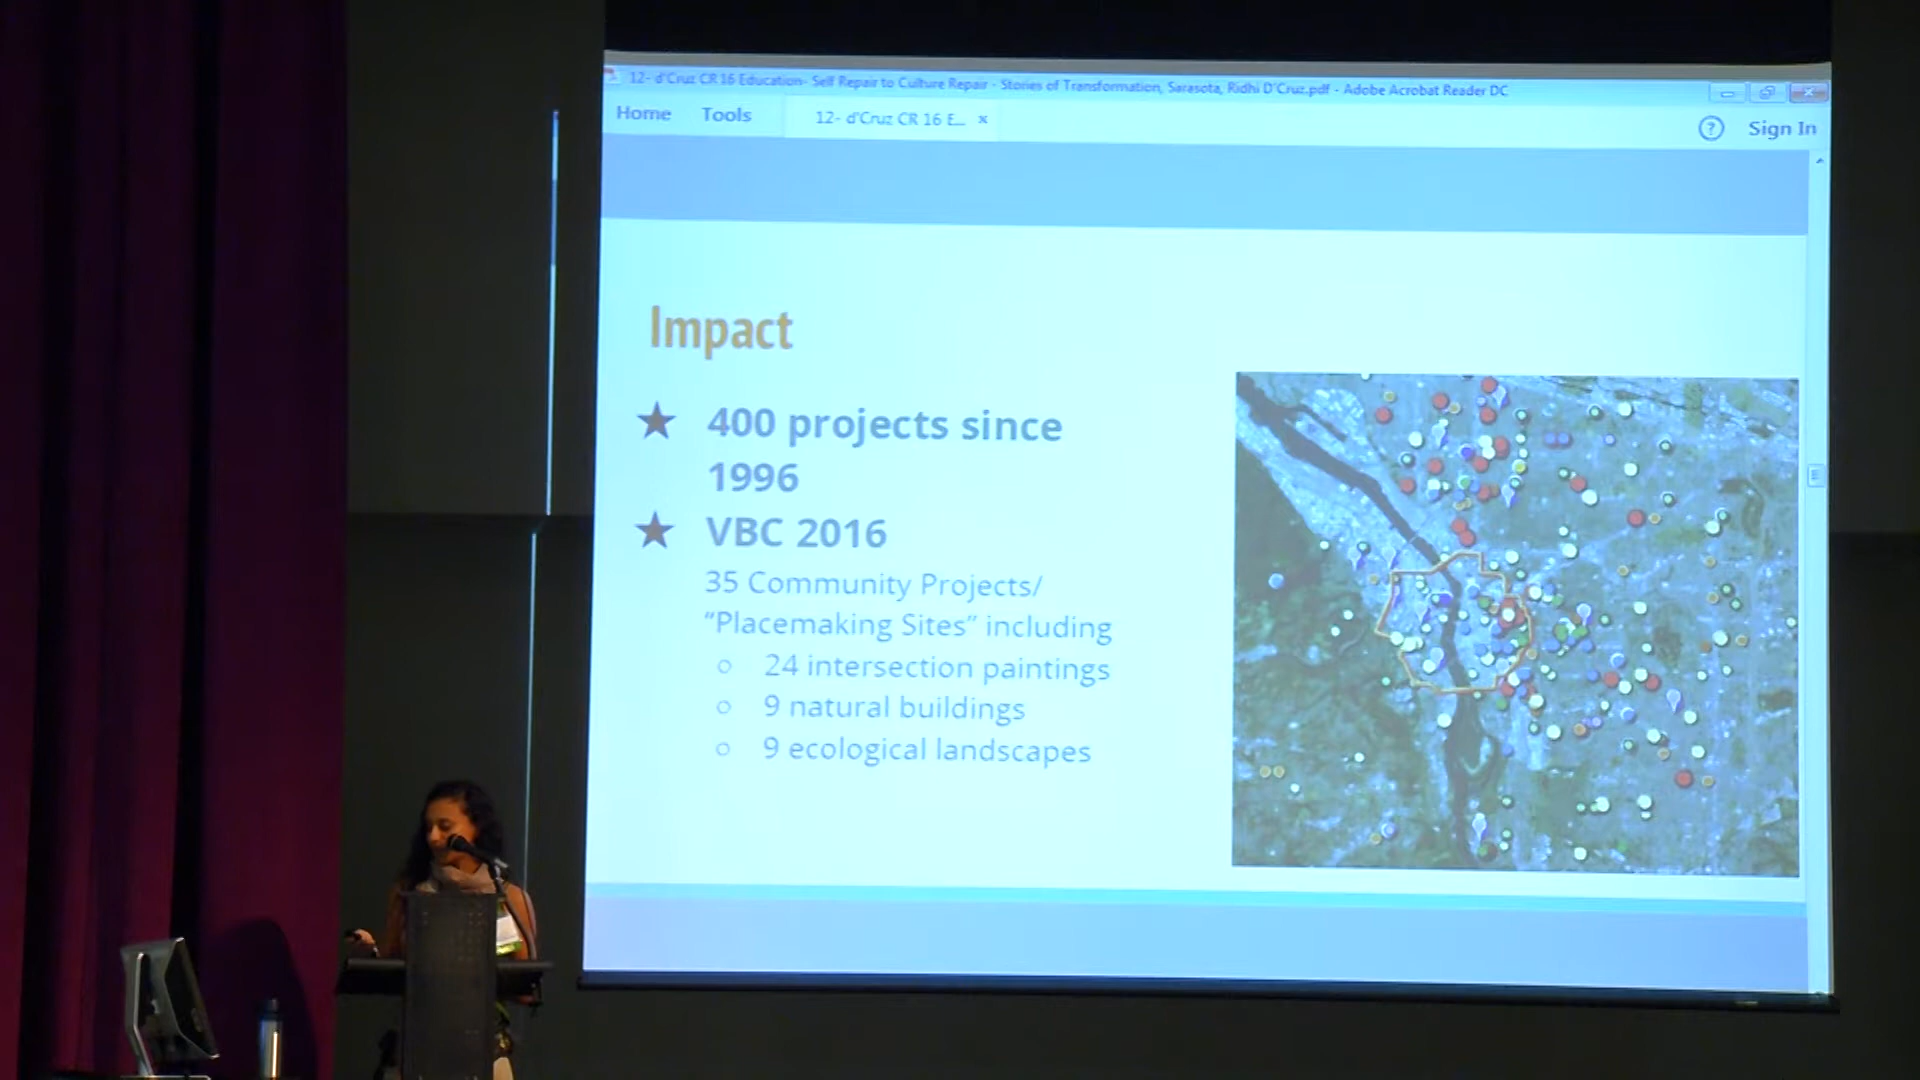 12- d'Cruz CR 16 Education- Self Repair to Culture Repair - Stories of Transformation, Sarasota, Ridhi D'Cruz.pdf - Adobe Acrobat Reader DC
Home Tools 12- d'Cruz CR 16 E... × ? Sign In
Impact
★ 400 projects since
1996
★ VBC 2016
35 Community Projects/
“Placemaking Sites” including
○ 24 intersection paintings
○ 9 natural buildings
○ 9 ecological landscapes